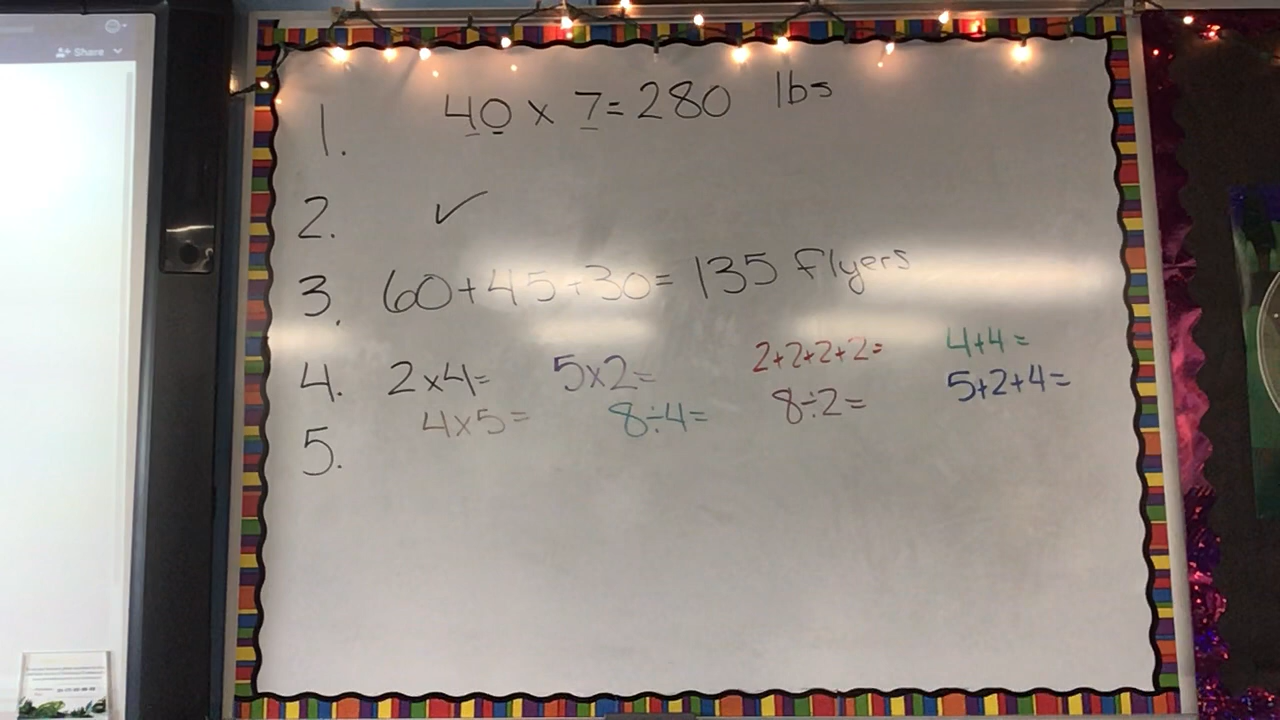 Share
1. 40 x 7 = 280 lbs
2. ✓
3. 60+45+30= 135 flyers
4. 2x4= 5x2= 2+2+2+2= 4+4=
4x5= 8÷4= 8÷2= 5+2+4=
5.